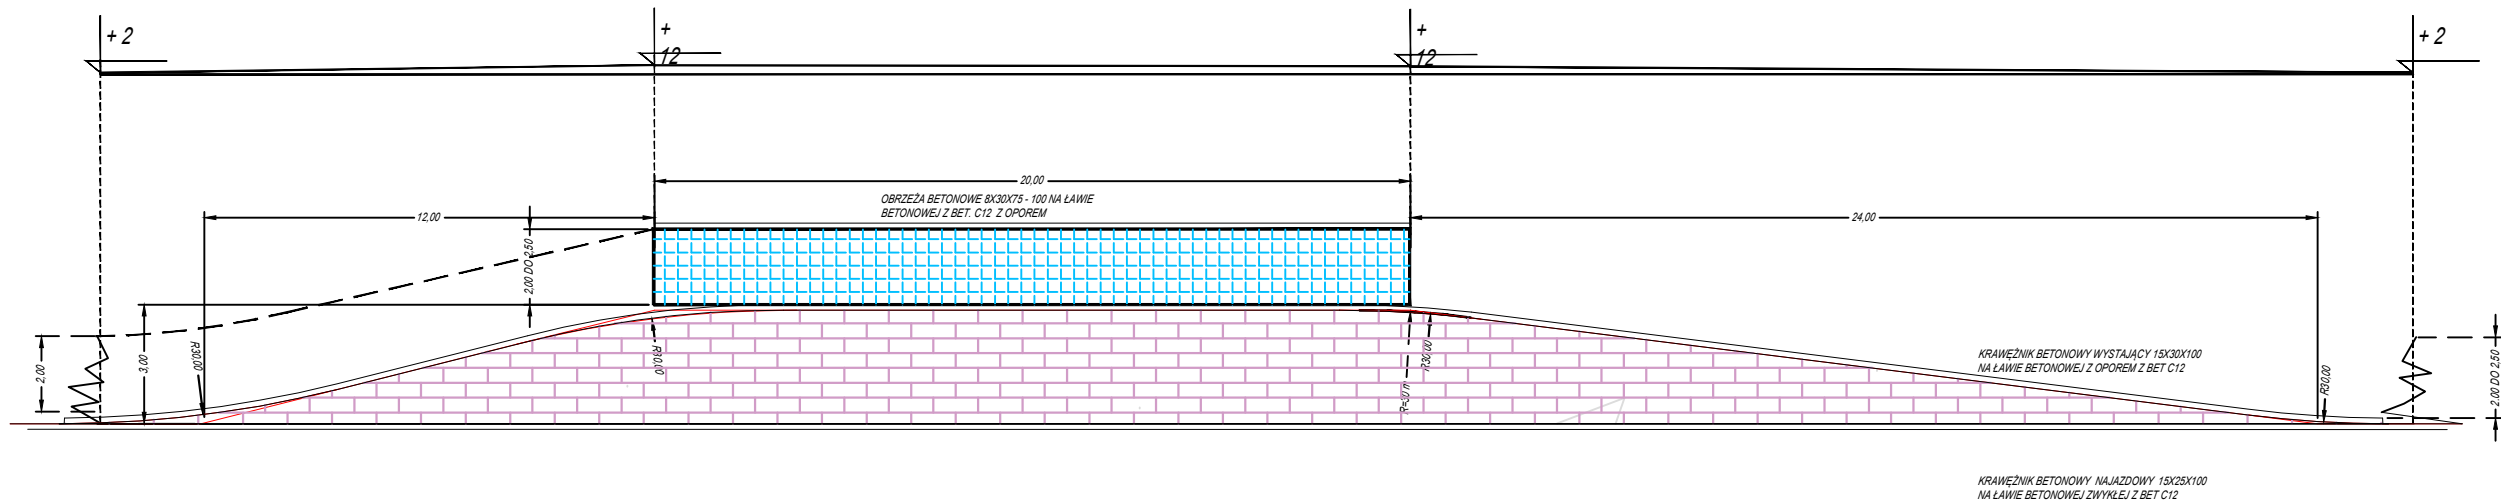 + 2
+
12
+
12
+ 2
20,00
OBRZEŻA BETONOWE 8X30X75 - 100 NA ŁAWIE
BETONOWEJ Z BET. C12 Z OPOREM
12,00
24,00
2,00 DO 2,50
2,00
3,00
R30,00
R30,00
R=30 m
R30,00
KRAWĘŻNIK BETONOWY WYSTAJĄCY 15X30X100
NA ŁAWIE BETONOWEJ Z OPOREM Z BET C12
R30,00
2.00 DO 2,50
KRAWĘŻNIK BETONOWY NAJAZDOWY 15X25X100
NA ŁAWIE BETONOWEJ ZWYKŁEJ Z BET C12